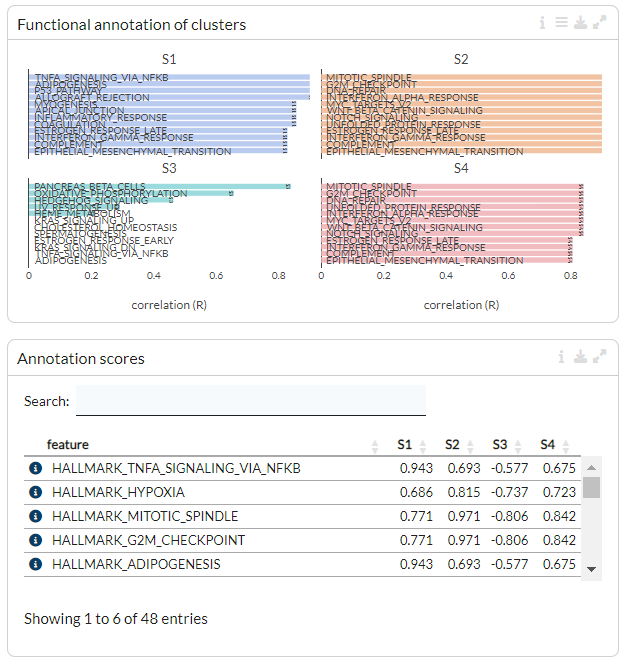 Functional annotation of clusters
S1
TNFA_SIGNALING_VIA_NFKB
ADIPOGENESIS
P53_PATHWAY
ALLOGRAFT_REJECTION
MYOGENESIS
APICAL_JUNCTION
INFLAMMATORY_RESPONSE
COAGULATION
ESTROGEN_RESPONSE_LATE
INTERFERON_GAMMA_RESPONSE
COMPLEMENT
EPITHELIAL_MESENCHYMAL_TRANSITION
S2
MITOTIC_SPINDLE
G2M_CHECKPOINT
DNA_REPAIR
INTERFERON_ALPHA_RESPONSE
MYC_TARGETS_V2
WNT_BETA_CATENIN_SIGNALING
NOTCH_SIGNALING
UNFOLDED_PROTEIN_RESPONSE
ESTROGEN_RESPONSE_LATE
INTERFERON_GAMMA_RESPONSE
COMPLEMENT
EPITHELIAL_MESENCHYMAL_TRANSITION
S3
PANCREAS_BETA_CELLS
OXIDATIVE_PHOSPHORYLATION
HEDGEHOG_SIGNALING
UV_RESPONSE_UP
HEME_METABOLISM
KRAS_SIGNALING_UP
CHOLESTEROL_HOMEOSTASIS
SPERMATOGENESIS
ESTROGEN_RESPONSE_EARLY
KRAS_SIGNALING_DN
TNFA_SIGNALING_VIA_NFKB
ADIPOGENESIS
0 0.2 0.4 0.6 0.8
correlation (R)
S4
MITOTIC_SPINDLE
G2M_CHECKPOINT
DNA_REPAIR
UNFOLDED_PROTEIN_RESPONSE
INTERFERON_ALPHA_RESPONSE
MYC_TARGETS_V2
WNT_BETA_CATENIN_SIGNALING
NOTCH_SIGNALING
ESTROGEN_RESPONSE_LATE
INTERFERON_GAMMA_RESPONSE
COMPLEMENT
EPITHELIAL_MESENCHYMAL_TRANSITION
0 0.2 0.4 0.6 0.8
correlation (R)
Annotation scores
Search:
feature S1 S2 S3 S4
HALLMARK_TNFA_SIGNALING_VIA_NFKB 0.943 0.693 -0.577 0.675
HALLMARK_HYPOXIA 0.686 0.815 -0.737 0.723
HALLMARK_MITOTIC_SPINDLE 0.771 0.971 -0.806 0.842
HALLMARK_G2M_CHECKPOINT 0.771 0.971 -0.806 0.842
HALLMARK_ADIPOGENESIS 0.943 0.693 -0.577 0.675
Showing 1 to 6 of 48 entries